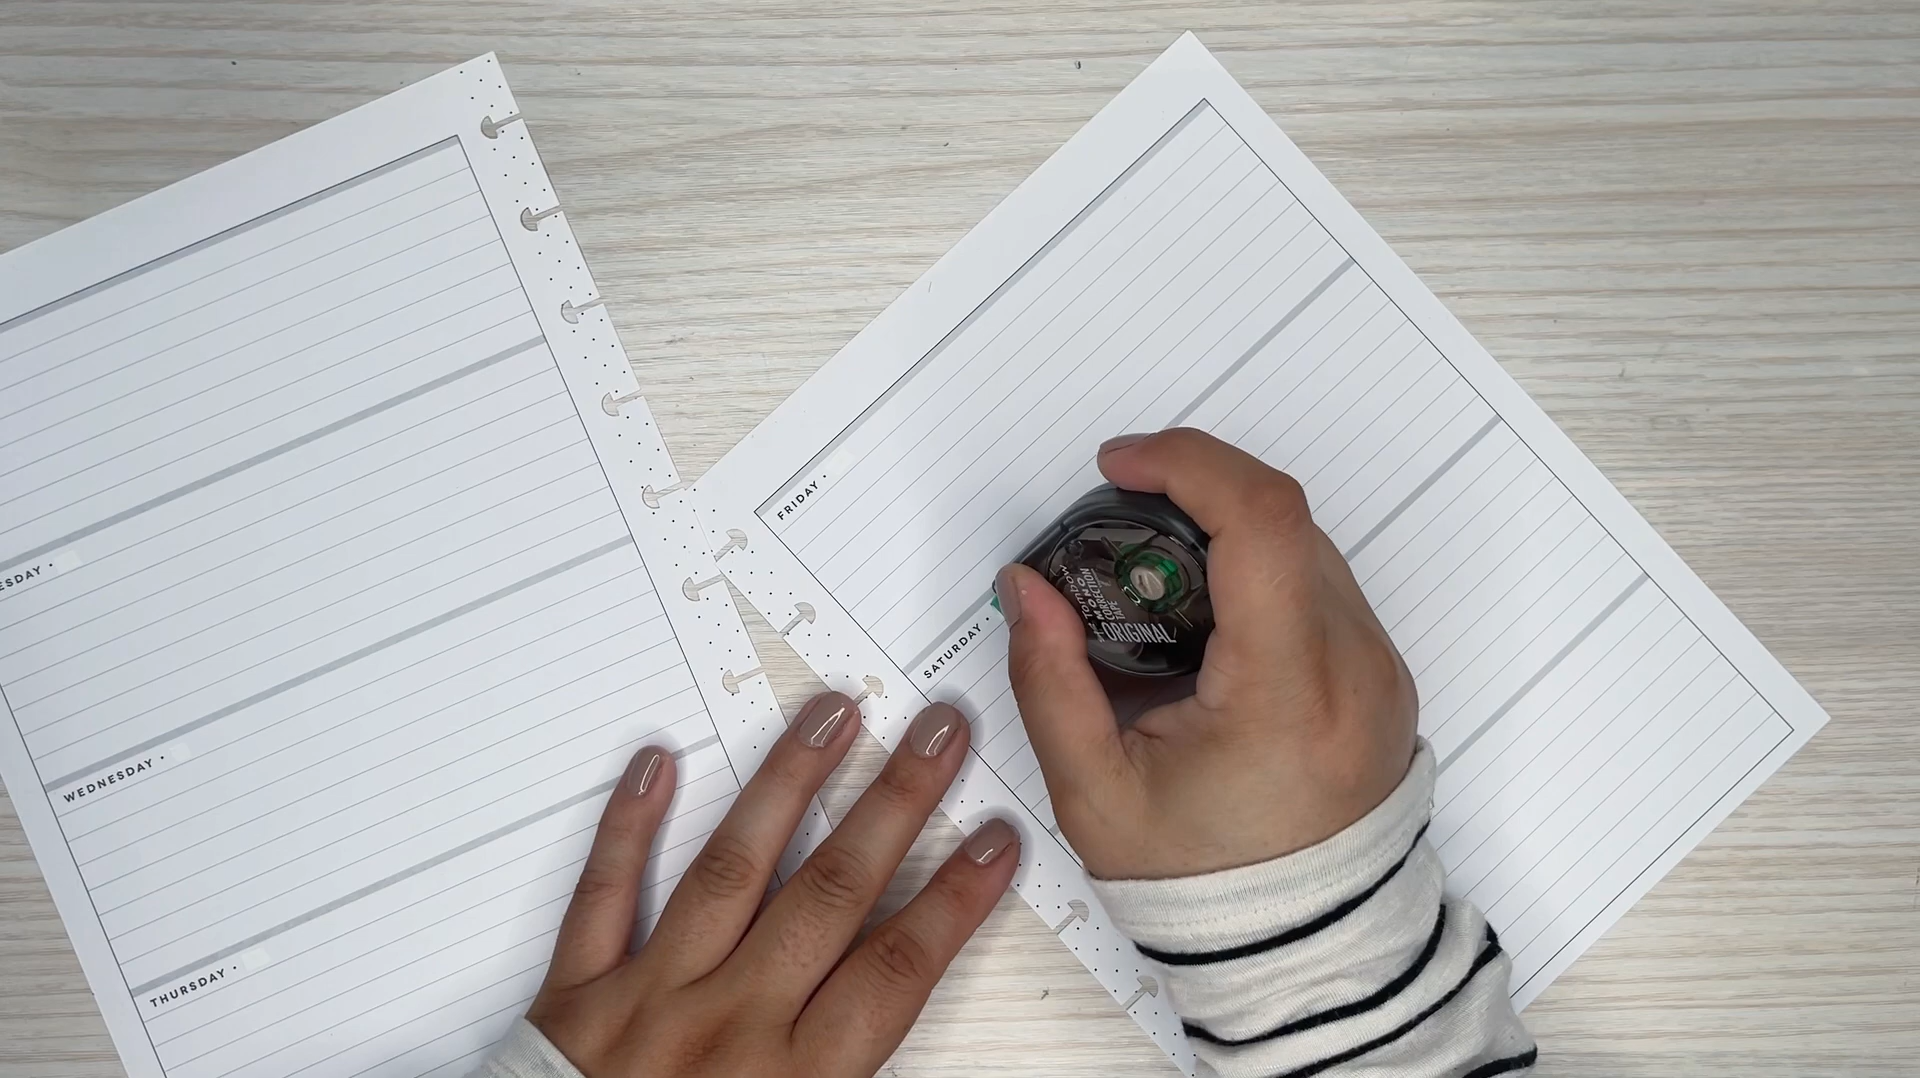 ESDAY •
WEDNESDAY •
THURSDAY •
FRIDAY •
SATURDAY •
Tombow
MONO
CORRECTION
TAPE
ORIGINAL